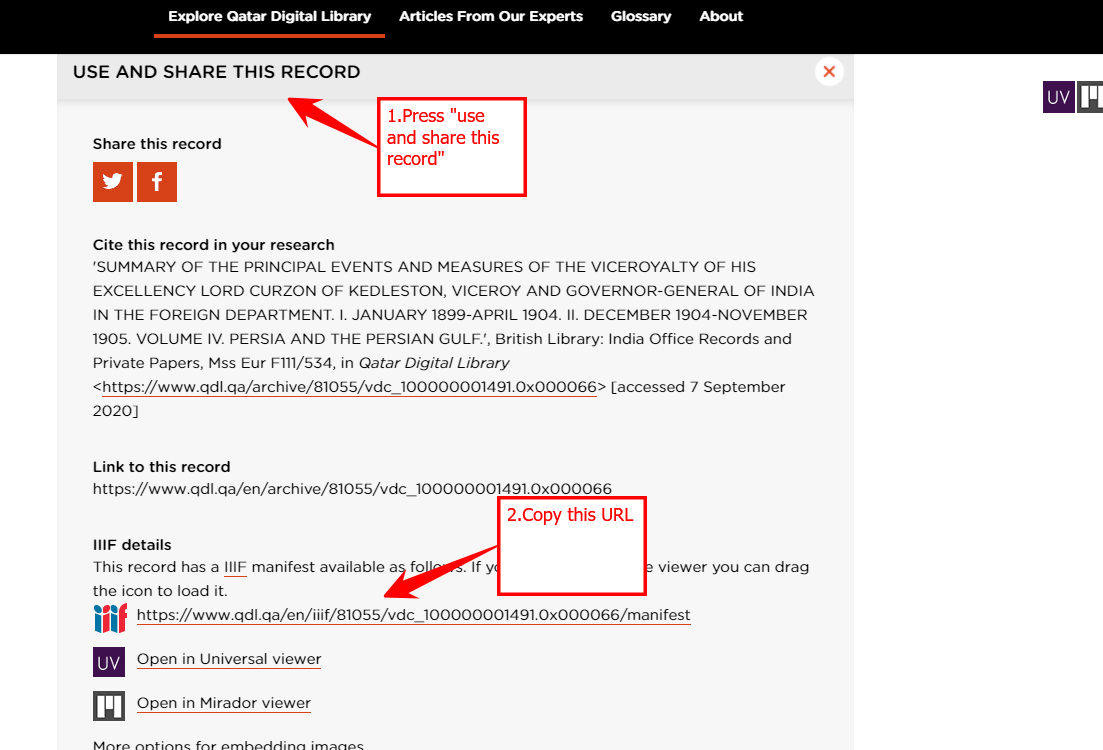 Explore Qatar Digital Library Articles From Our Experts Glossary About
USE AND SHARE THIS RECORD
UV
1.Press "use
and share this
record"
Share this record
Cite this record in your research
'SUMMARY OF THE PRINCIPAL EVENTS AND MEASURES OF THE VICEROYALTY OF HIS
EXCELLENCY LORD CURZON OF KEDLESTON, VICEROY AND GOVERNOR-GENERAL OF INDIA
IN THE FOREIGN DEPARTMENT. I. JANUARY 1899-APRIL 1904. II. DECEMBER 1904-NOVEMBER
1905. VOLUME IV. PERSIA AND THE PERSIAN GULF.', British Library: India Office Records and
Private Papers, Mss Eur F111/534, in Qatar Digital Library
<https://www.qdl.qa/archive/81055/vdc_100000001491.0x000066> [accessed 7 September
2020]
Link to this record
https://www.qdl.qa/en/archive/81055/vdc_100000001491.0x000066
2.Copy this URL
IIIF details
This record has a IIIF manifest available as follows. If viewer you can drag
the icon to load it.
iiif https://www.qdl.qa/en/iiif/81055/vdc_100000001491.0x000066/manifest
UV Open in Universal viewer
Open in Mirador viewer
More options for embedding images